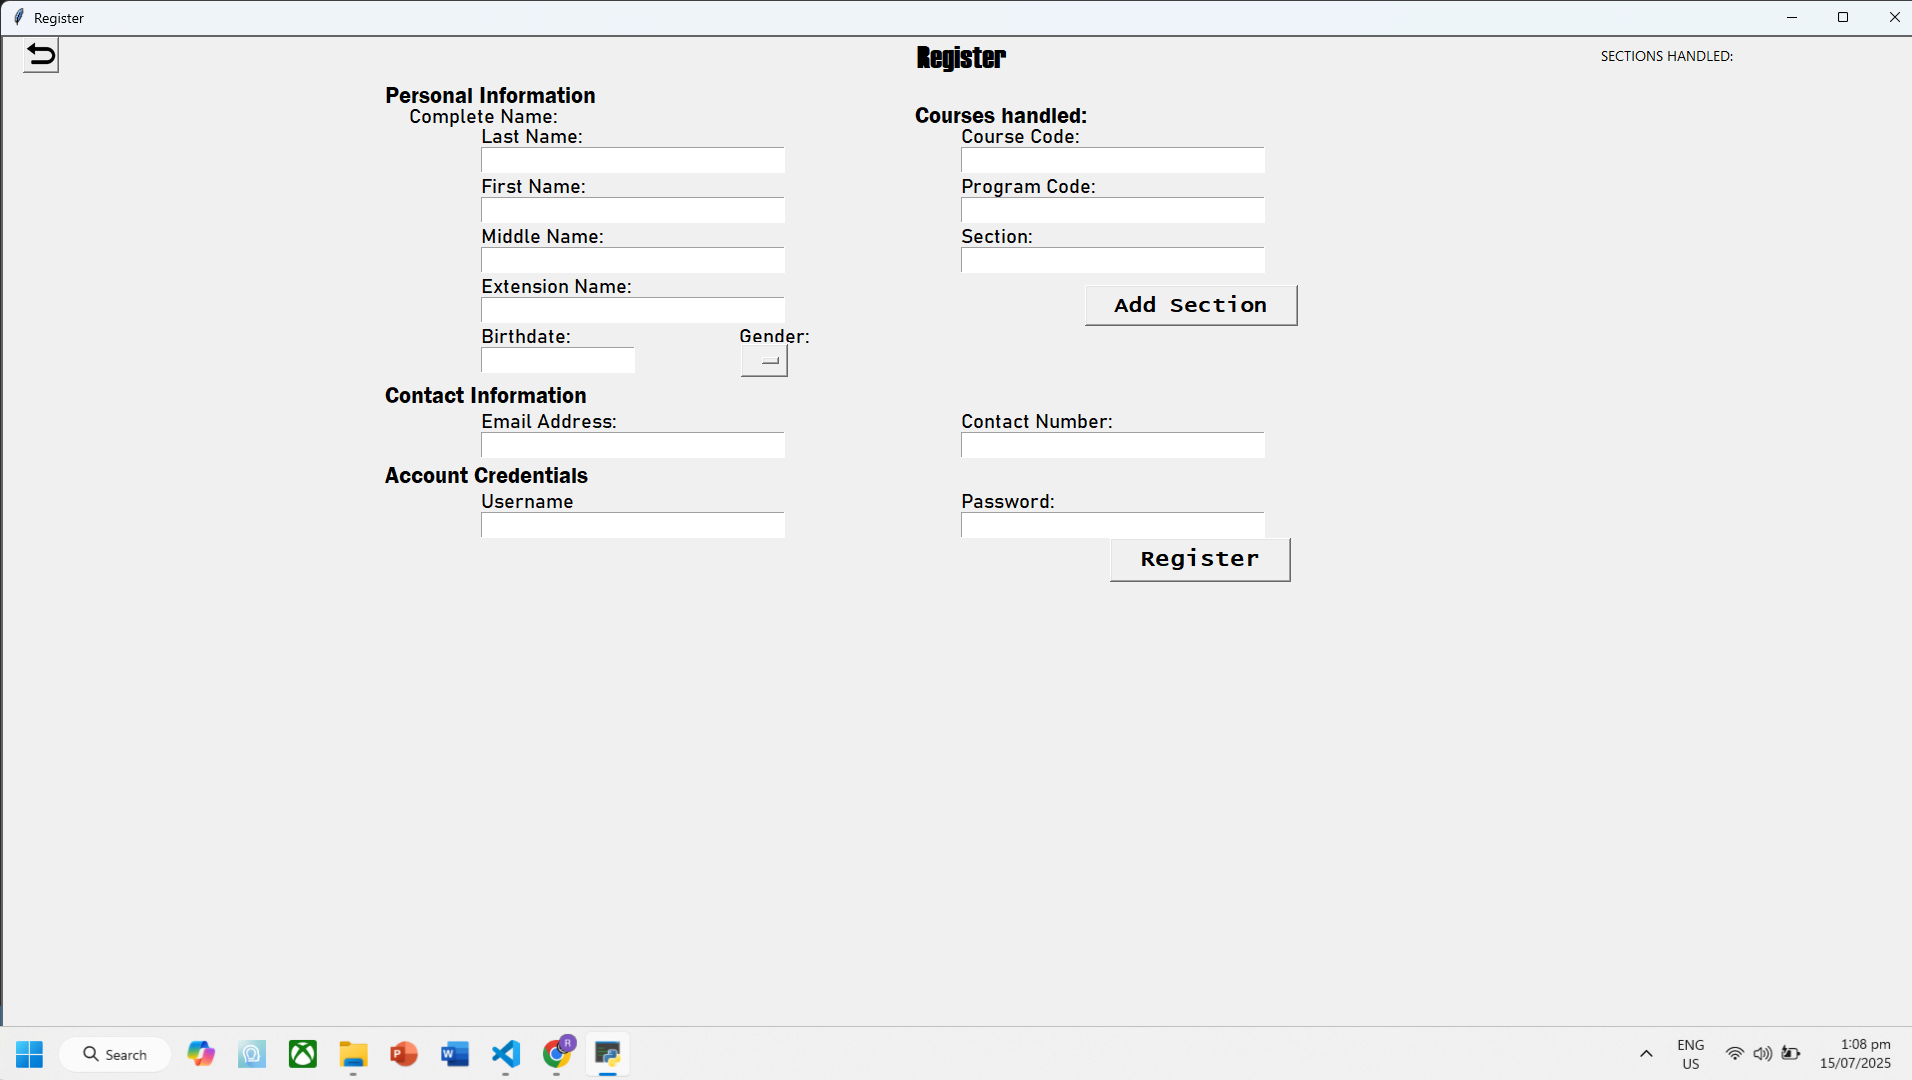 Register
Register
SECTIONS HANDLED:
Personal Information
Complete Name:
Last Name:
First Name:
Middle Name:
Extension Name:
Birthdate:
Gender:
Courses handled:
Course Code:
Program Code:
Section:
Add Section
Contact Information
Email Address:
Contact Number:
Account Credentials
Username
Password:
Register
Search
P
W
R
ENG
US
1:08 pm
15/07/2025